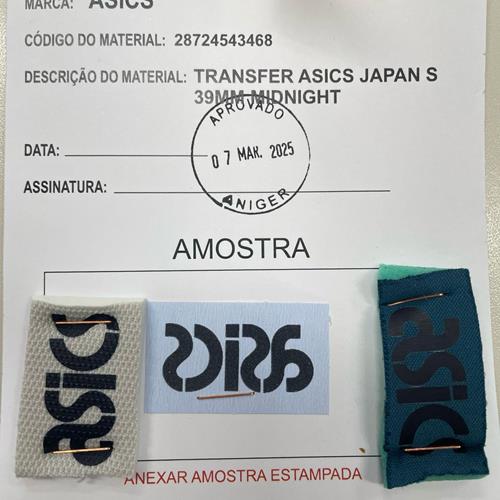 MARCA: ASICS
CÓDIGO DO MATERIAL: 28724543468
DESCRIÇÃO DO MATERIAL: TRANSFER ASICS JAPAN S
39MM MIDNIGHT
APROVADO
DATA:
07 MAR. 2025
ASSINATURA:
ANIGER
AMOSTRA
asics
asics
asics
ANEXAR AMOSTRA ESTAMPADA